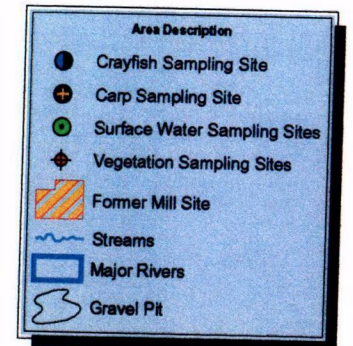 Area Description
Crayfish Sampling Site
Carp Sampling Site
Surface Water Sampling Sites
Vegetation Sampling Sites
Former Mill Site
Streams
Major Rivers
Gravel Pit